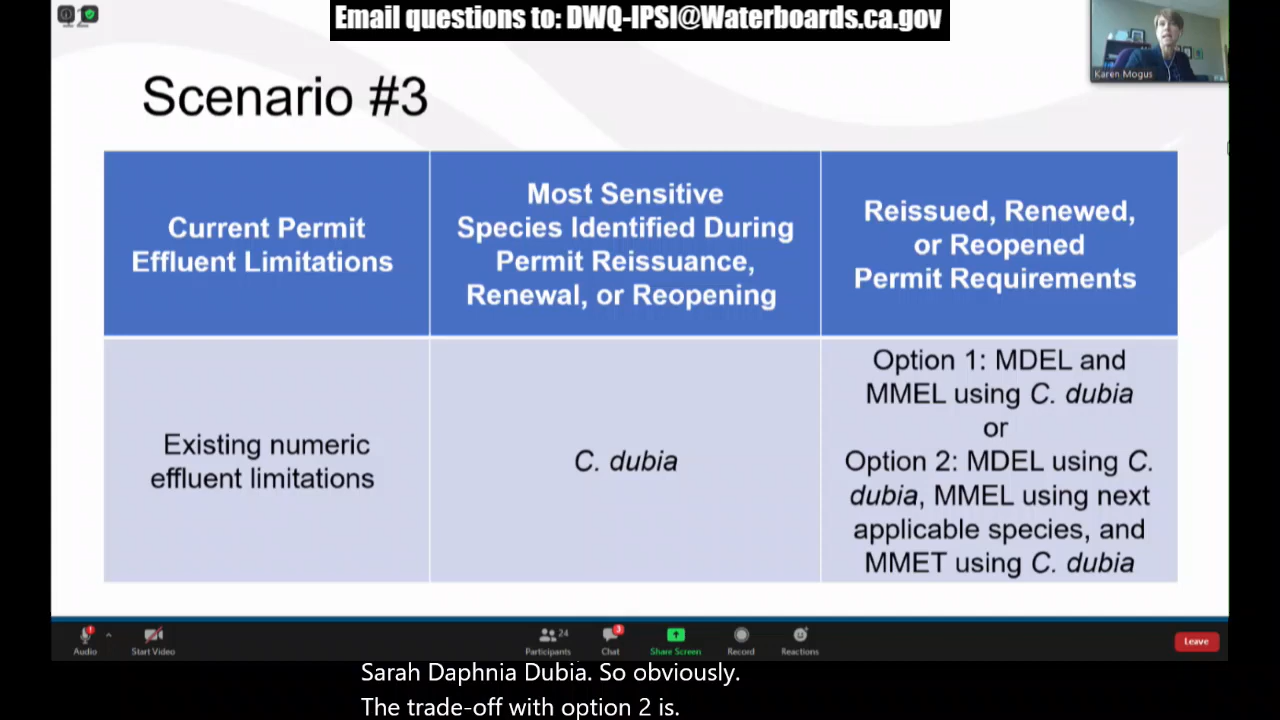 Email questions to: DWQ-IPSI@Waterboards.ca.gov
Karen Mogus
Scenario #3
Current Permit
Effluent Limitations
Most Sensitive
Species Identified During
Permit Reissuance,
Renewal, or Reopening
Reissued, Renewed,
or Reopened
Permit Requirements
Existing numeric
effluent limitations
C. dubia
Option 1: MDEL and
MMEL using C. dubia
or
Option 2: MDEL using C.
dubia, MMEL using next
applicable species, and
MMET using C. dubia
Audio
Start Video
24
Participants
3
Chat
Share Screen
Record
Reactions
Leave
Sarah Daphnia Dubia. So obviously.
The trade-off with option 2 is.